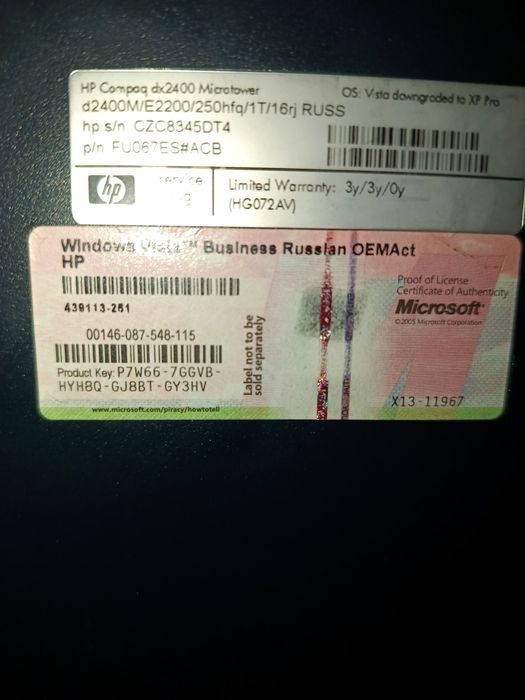 HP Compaq dx2400 Microtower
OS: Vista downgraded to XP Pro
d2400M/E2200/250hfq/1T/16rj RUSS
hp s/n CZC8345DT4
p/n FU067ES#ACB
hp
service
Limited Warranty: 3y/3y/0y
(HG072AV)
Windows Vista™ Business Russian OEMAct
HP
Proof of License
Certificate of Authenticity
Microsoft®
©2005 Microsoft Corporation
439113-251
00146-087-548-115
Label not to be
sold separately
Product Key: P7W66-7GGVB-
HYH8Q-GJ8BT-GY3HV
X13-11967
www.microsoft.com/piracy/howtotell